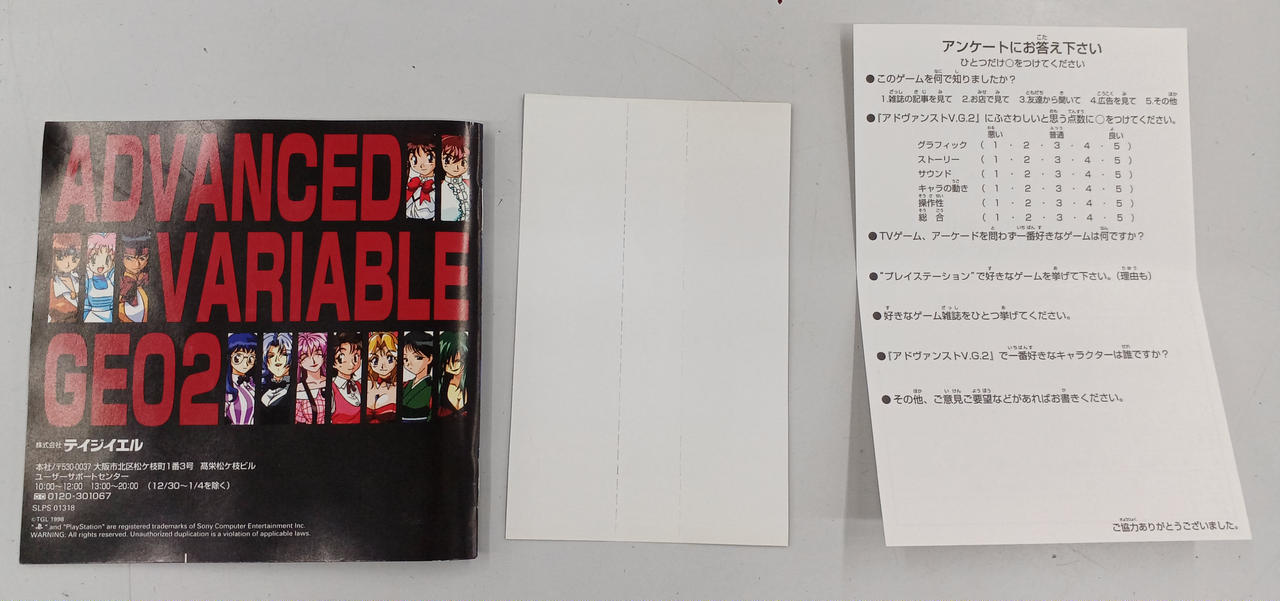 ADVANCED
VARIABLE
GEO2
株式会社 テイジイエル
本社/〒530-0037 大阪市北区松ケ枝町1番3号 高栄松ケ枝ビル
ユーザーサポートセンター
10:00〜12:00 13:00〜20:00 (12/30〜1/4を除く)
0120-301067
SLPS 01318
©TGL 1998
" " and "PlayStation" are registered trademarks of Sony Computer Entertainment Inc.
WARNING: All rights reserved. Unauthorized duplication is a violation of applicable laws.
アンケートにお答え下さい
ひとつだけ○をつけてください
●このゲームを何で知りましたか?
1.雑誌の記事を見て 2.お店で見て 3.友達から聞いて 4.広告を見て 5.その他
●『アドヴァンストV.G.2』にふさわしいと思う点数に○をつけてください。
悪い 普通 良い
グラフィック ( 1 ・ 2 ・ 3 ・ 4 ・ 5 )
ストーリー ( 1 ・ 2 ・ 3 ・ 4 ・ 5 )
サウンド ( 1 ・ 2 ・ 3 ・ 4 ・ 5 )
キャラの動き ( 1 ・ 2 ・ 3 ・ 4 ・ 5 )
操作性 ( 1 ・ 2 ・ 3 ・ 4 ・ 5 )
総合 ( 1 ・ 2 ・ 3 ・ 4 ・ 5 )
●TVゲーム、アーケードを問わず一番好きなゲームは何ですか?
●"プレイステーション"で好きなゲームを挙げて下さい。(理由も)
●好きなゲーム雑誌をひとつ挙げてください。
●『アドヴァンストV.G.2』で一番好きなキャラクターは誰ですか?
●その他、ご意見ご要望などがあればお書きください。
ご協力ありがとうございました。